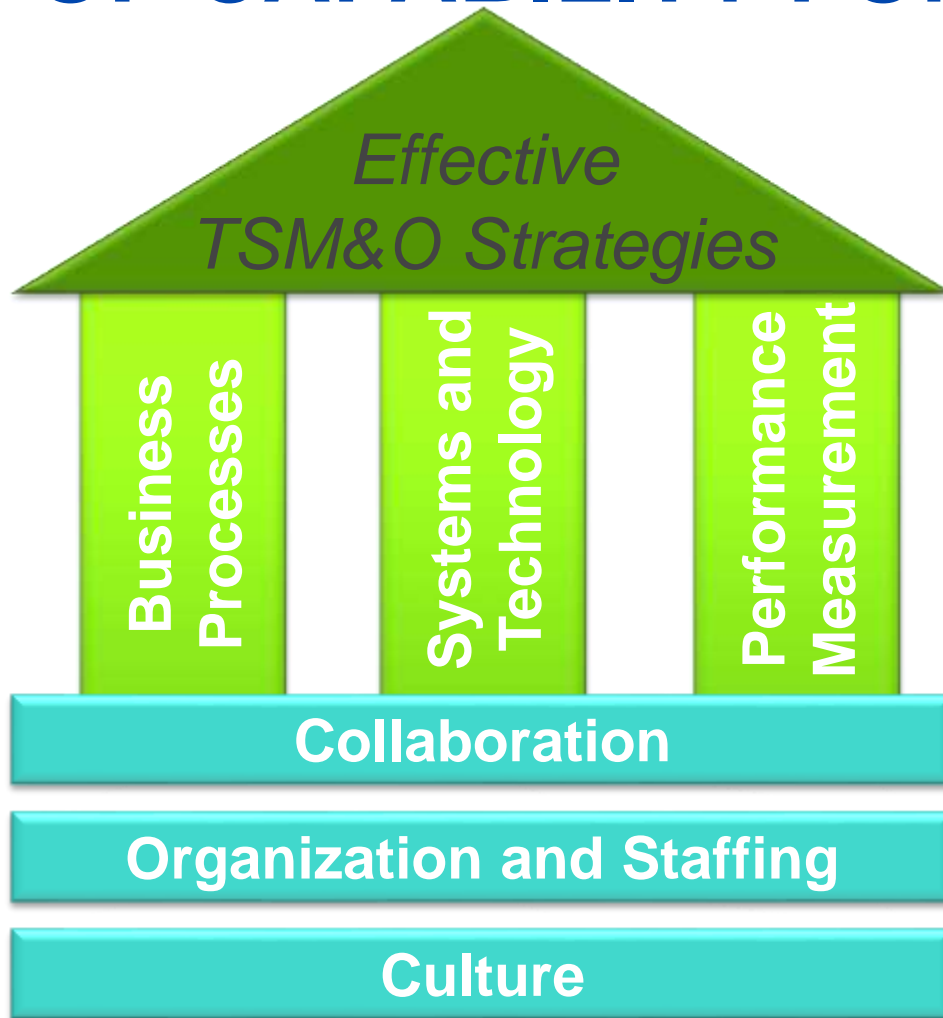 Effective
TSM&O Strategies
Business
Processes
Systems and
Technology
Performance
Measurement
Collaboration
Organization and Staffing
Culture